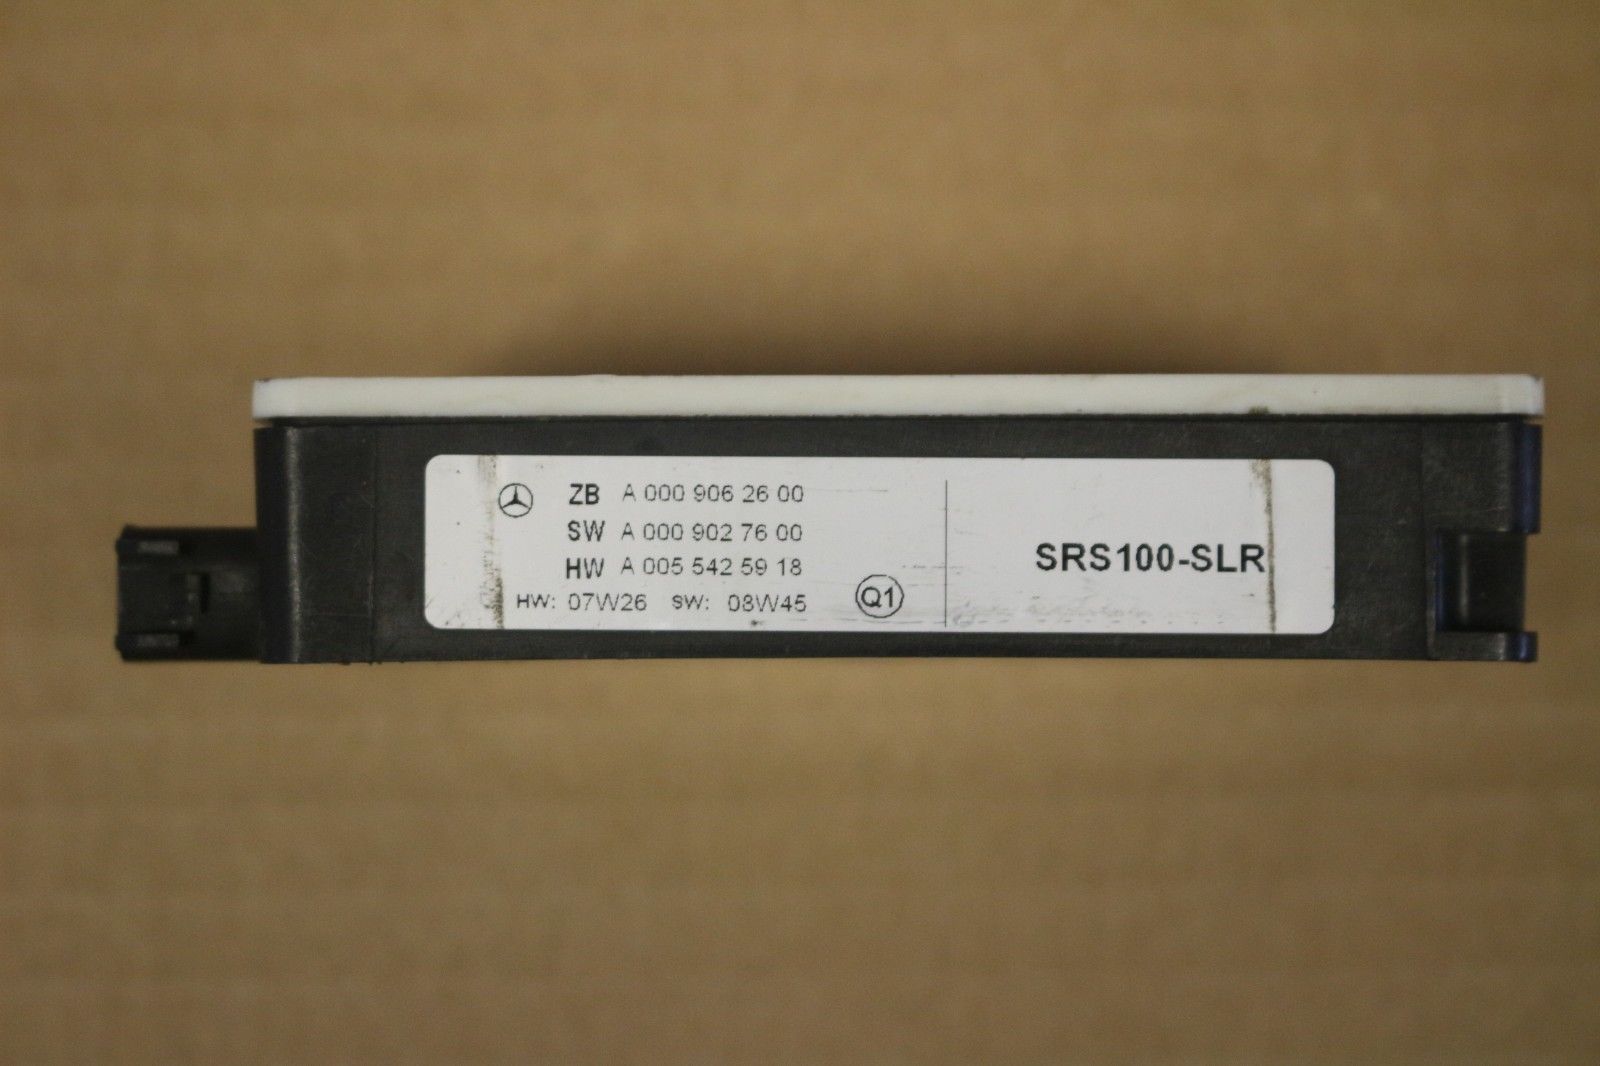 ZB A 000 906 26 00
SW A 000 902 76 00
HW A 005 542 59 18
HW: 07W26 SW: 08W45
Q1
SRS100-SLR